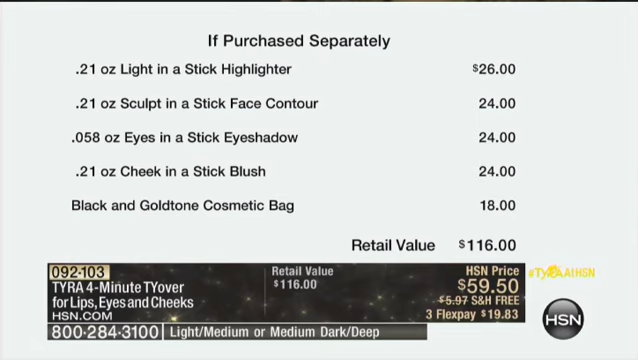 If Purchased Separately
.21 oz Light in a Stick Highlighter $26.00
.21 oz Sculpt in a Stick Face Contour 24.00
.058 oz Eyes in a Stick Eyeshadow 24.00
.21 oz Cheek in a Stick Blush 24.00
Black and Goldtone Cosmetic Bag 18.00
Retail Value $116.00
092-103
TYRA 4-Minute TYover
for Lips, Eyes and Cheeks
HSN.COM
Retail Value
$116.00
HSN Price
$59.50
$5.97 S&H FREE
3 Flexpay $19.83
#TYRAAtHSN
HSN
800-284-3100 Light/Medium or Medium Dark/Deep